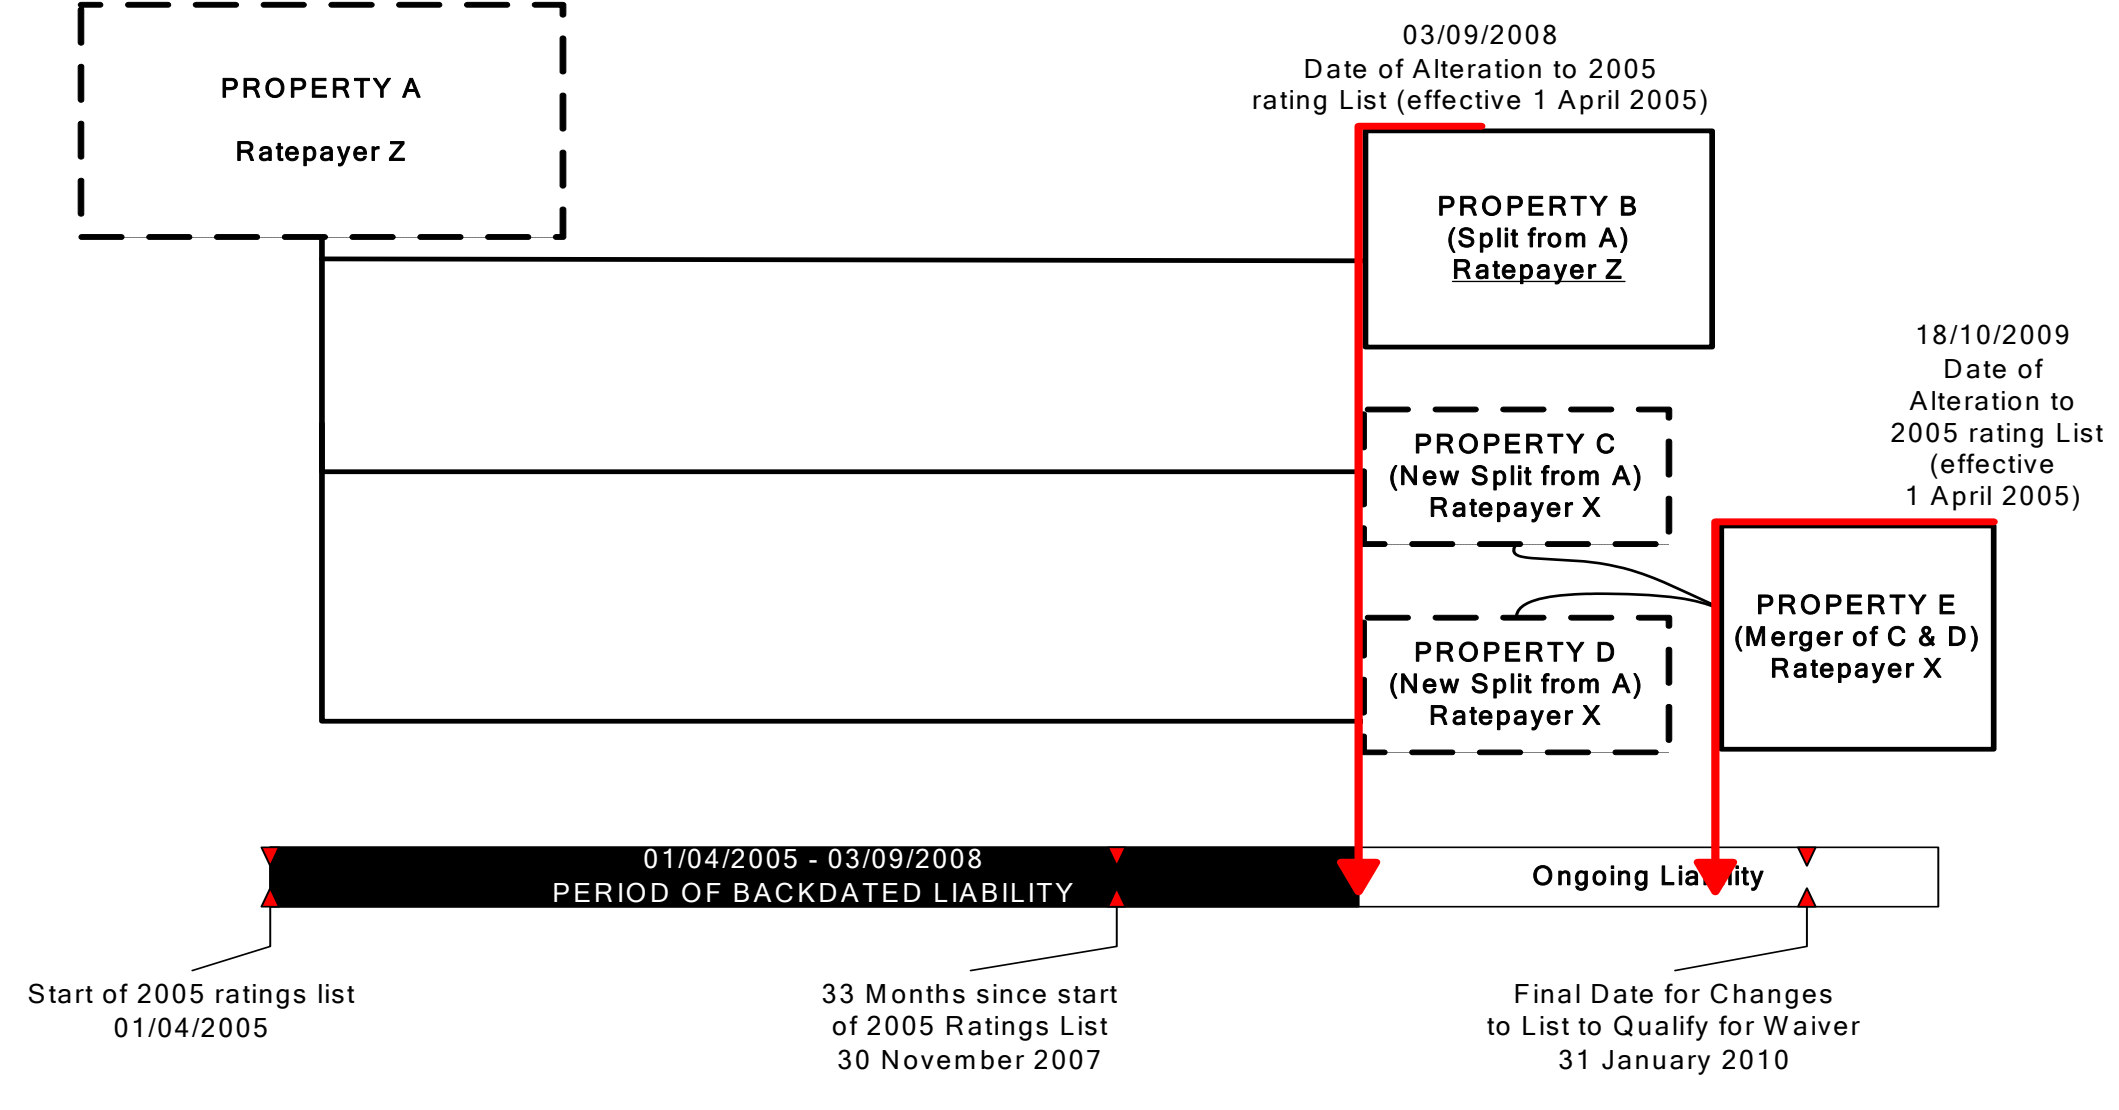 PROPERTY A
Ratepayer Z
03/09/2008
Date of Alteration to 2005
rating List (effective 1 April 2005)
PROPERTY B
(Split from A)
Ratepayer Z
18/10/2009
Date of
Alteration to
2005 rating List
(effective
1 April 2005)
PROPERTY C
(New Split from A)
Ratepayer X
PROPERTY D
(New Split from A)
Ratepayer X
PROPERTY E
(Merger of C & D)
Ratepayer X
01/04/2005 - 03/09/2008
PERIOD OF BACKDATED LIABILITY
Ongoing Liability
Start of 2005 ratings list
01/04/2005
33 Months since start
of 2005 Ratings List
30 November 2007
Final Date for Changes
to List to Qualify for Waiver
31 January 2010